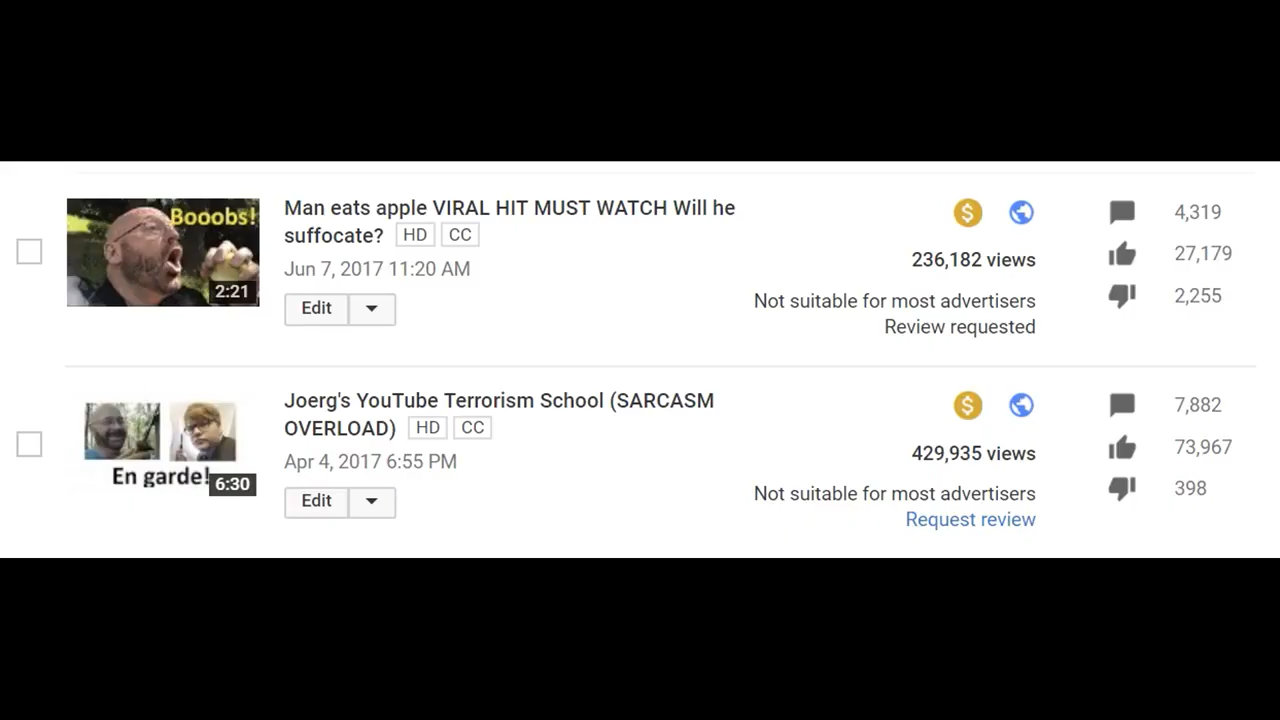 Booobs!
2:21
Man eats apple VIRAL HIT MUST WATCH Will he
suffocate? HD CC
Jun 7, 2017 11:20 AM
Edit
$
236,182 views
Not suitable for most advertisers
Review requested
4,319
27,179
2,255
En garde!
6:30
Joerg's YouTube Terrorism School (SARCASM
OVERLOAD) HD CC
Apr 4, 2017 6:55 PM
Edit
$
429,935 views
Not suitable for most advertisers
Request review
7,882
73,967
398